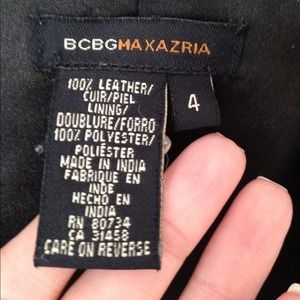 BCBGMAXAZRIA
4
100% LEATHER/
CUIR/PIEL
LINING/
DOUBLURE/FORRO
100% POLYESTER/
POLIÉSTER
MADE IN INDIA
FABRIQUE EN
INDE
HECHO EN
INDIA
RN 80734
CA 31458
CARE ON REVERSE